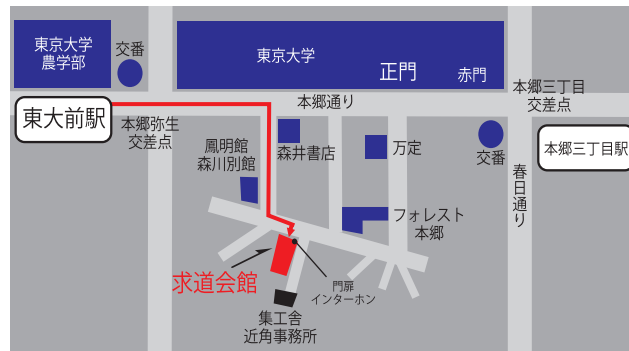 東京大学
農学部
交番
東京大学
正門
赤門
本郷三丁目
交差点
東大前駅
本郷通り
本郷弥生
交差点
鳳明館
森川別館
森井書店
万定
交番
本郷三丁目駅
春日通り
フォレスト
本郷
求道会館
門扉
インターホン
集工舎
近角事務所